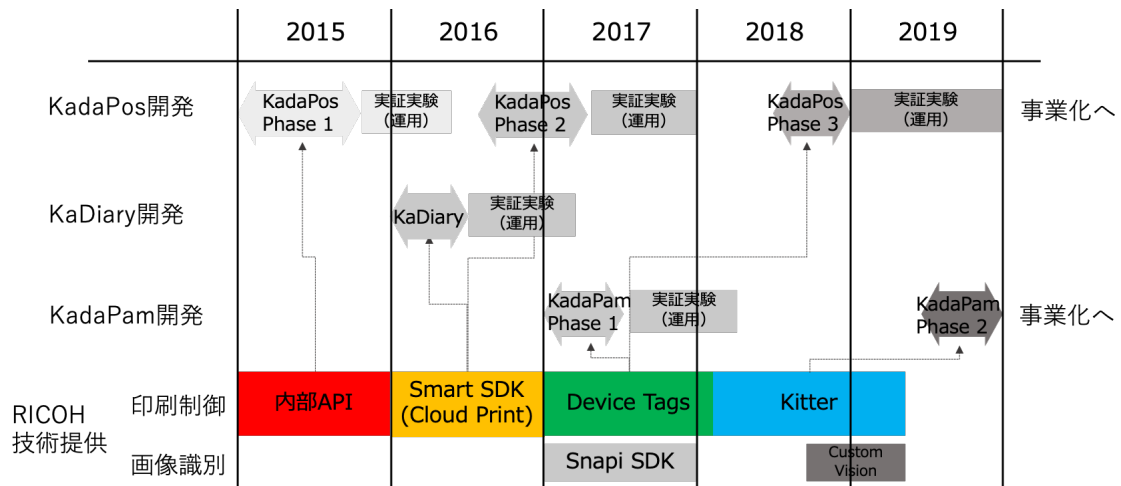 2015 2016 2017 2018 2019
KadaPos開発
KadaPos
Phase 1
実証実験
（運用）
KadaPos
Phase 2
実証実験
（運用）
KadaPos
Phase 3
実証実験
（運用）
事業化へ
KaDiary開発
KaDiary
実証実験
（運用）
KadaPam開発
KadaPam
Phase 1
実証実験
（運用）
KadaPam
Phase 2
事業化へ
RICOH
技術提供
印刷制御
内部API
Smart SDK
(Cloud Print)
Device Tags
Kitter
画像識別
Snapi SDK
Custom
Vision